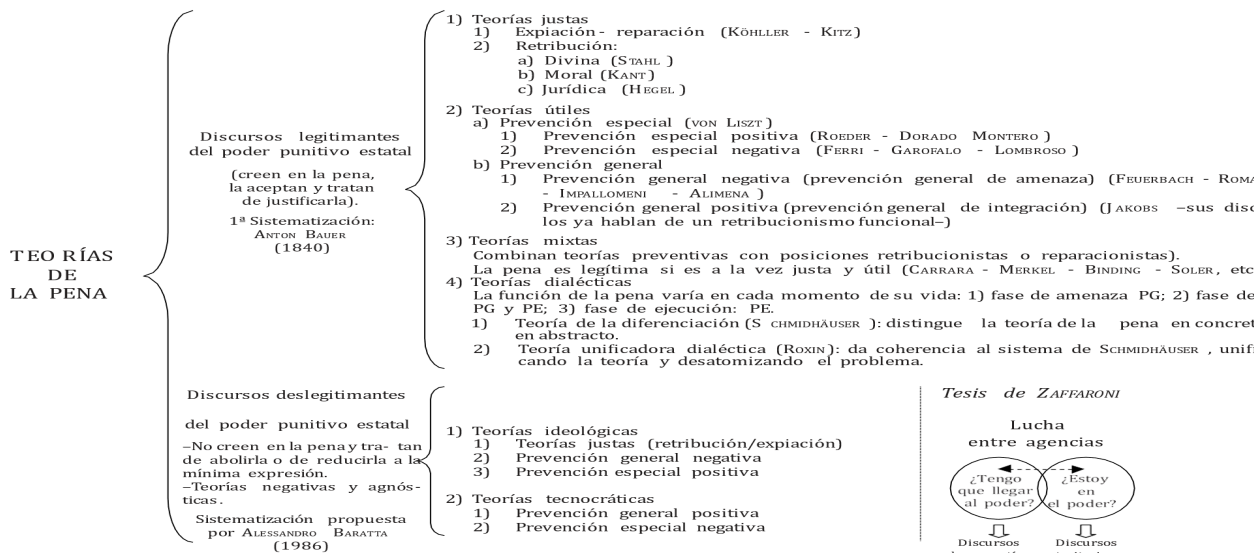 TEORÍAS
DE
LA PENA
Discursos legitimantes
del poder punitivo estatal
(creen en la pena,
la aceptan y tratan
de justificarla).
1ª Sistematización:
ANTON BAUER
(1840)
1) Teorías justas
1) Expiación - reparación (KÖHLLER - KITZ)
2) Retribución:
a) Divina (STAHL)
b) Moral (KANT)
c) Jurídica (HEGEL)
2) Teorías útiles
a) Prevención especial (VON LISZT)
1) Prevención especial positiva (ROEDER - DORADO MONTERO)
2) Prevención especial negativa (FERRI - GAROFALO - LOMBROSO)
b) Prevención general
1) Prevención general negativa (prevención general de amenaza) (FEUERBACH - ROMA
- IMPALLOMENI - ALIMENA)
2) Prevención general positiva (prevención general de integración) (JAKOBS –sus disc
los ya hablan de un retribucionismo funcional–)
3) Teorías mixtas
Combinan teorías preventivas con posiciones retribucionistas o reparacionistas).
La pena es legítima si es a la vez justa y útil (CARRARA - MERKEL - BINDING - SOLER, etc
4) Teorías dialécticas
La función de la pena varía en cada momento de su vida: 1) fase de amenaza PG; 2) fase de
PG y PE; 3) fase de ejecución: PE.
1) Teoría de la diferenciación (SCHMIDHÄUSER): distingue la teoría de la pena en concret
en abstracto.
2) Teoría unificadora dialéctica (ROXIN): da coherencia al sistema de SCHMIDHÄUSER, unifi
cando la teoría y desatomizando el problema.
Discursos deslegitimantes
del poder punitivo estatal
–No creen en la pena y tra- tan
de abolirla o de reducirla a la
mínima expresión.
–Teorías negativas y agnós-
ticas.
Sistematización propuesta
por ALESSANDRO BARATTA
(1986)
1) Teorías ideológicas
1) Teorías justas (retribución/expiación)
2) Prevención general negativa
3) Prevención especial positiva
2) Teorías tecnocráticas
1) Prevención general positiva
2) Prevención especial negativa
Tesis de ZAFFARONI
Lucha
entre agencias
¿Tengo
que llegar
al poder?
¿Estoy
en
el poder?
Discursos
Discursos